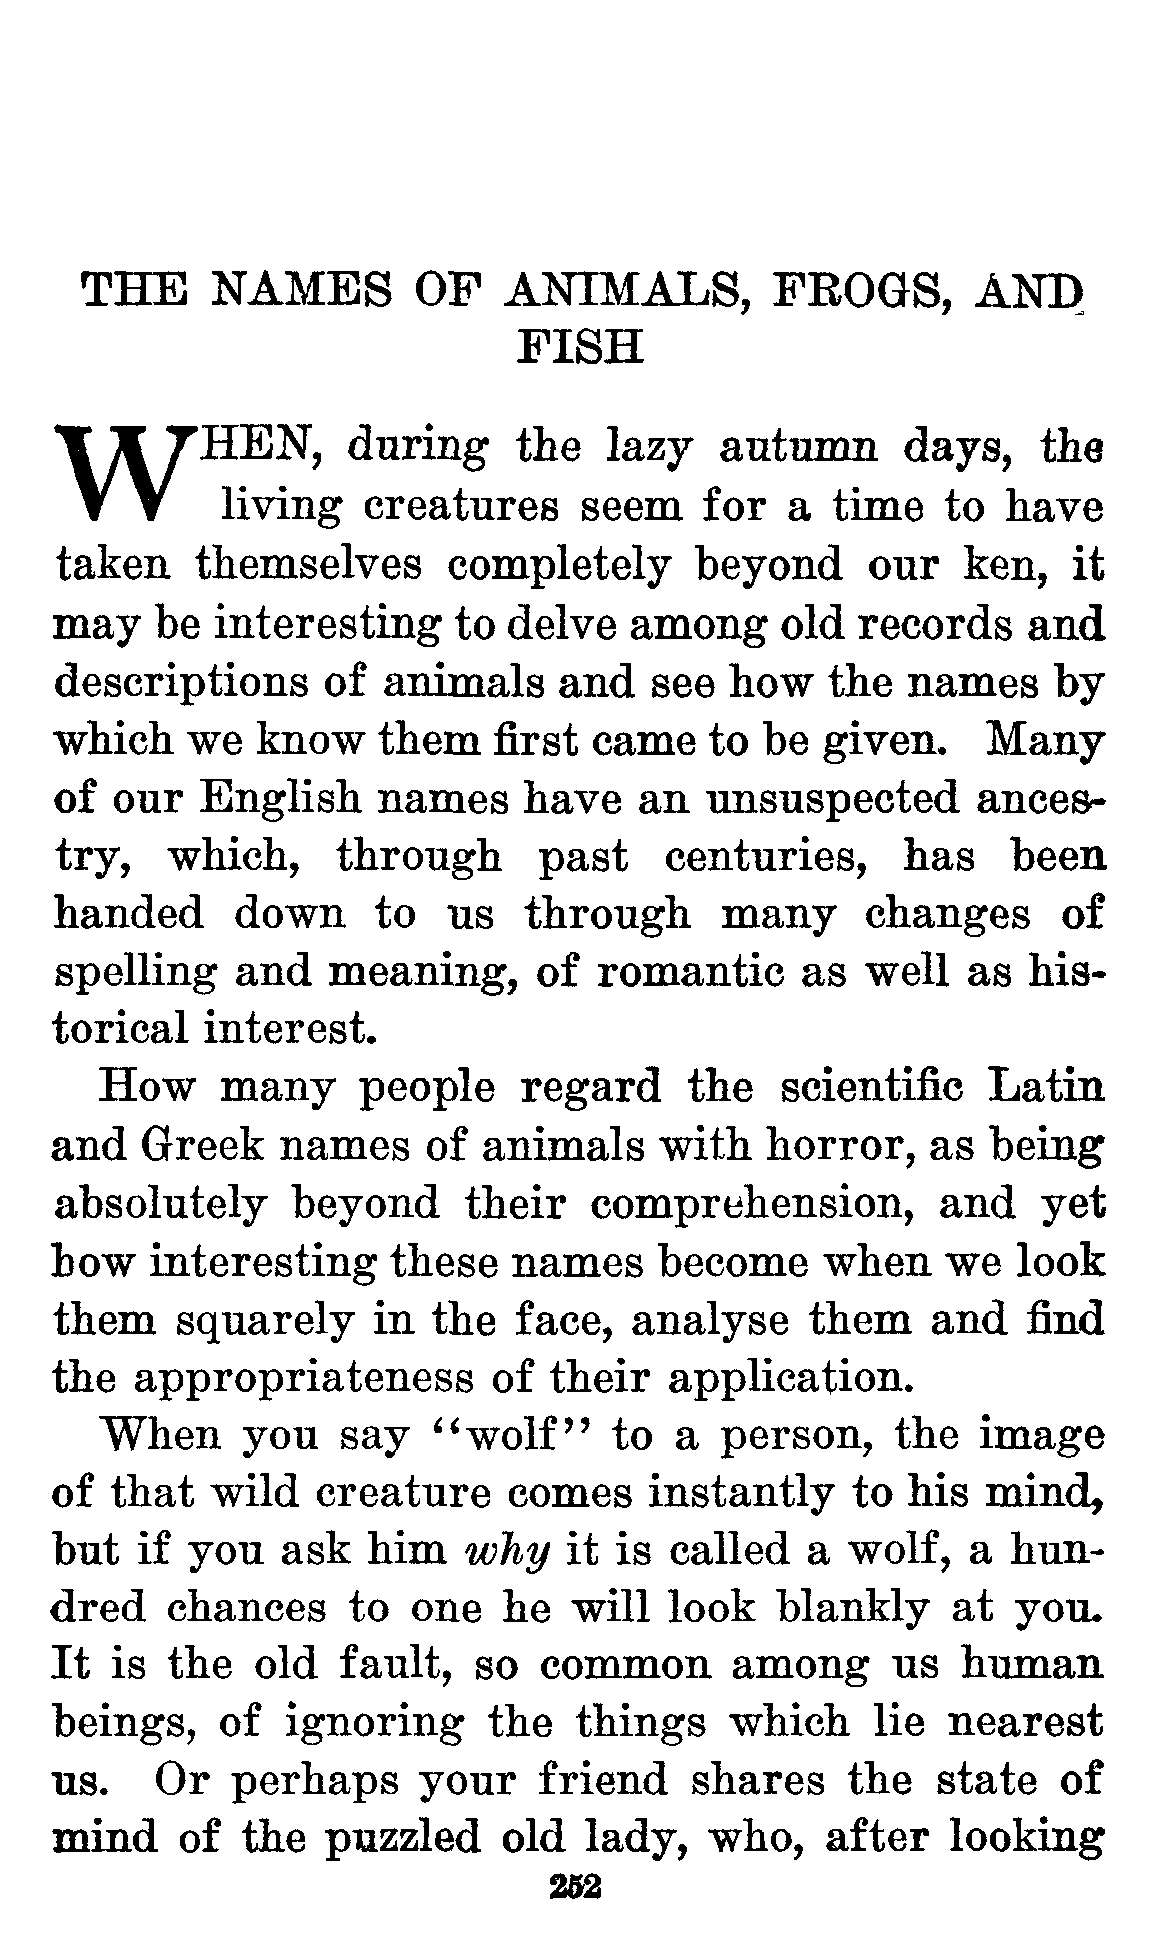 THE NAMES OF ANIMALS, FROGS, AND
FISH
WHEN, during the lazy autumn days, the
living creatures seem for a time to have
taken themselves completely beyond our ken, it
may be interesting to delve among old records and
descriptions of animals and see how the names by
which we know them first came to be given. Many
of our English names have an unsuspected ances-
try, which, through past centuries, has been
handed down to us through many changes of
spelling and meaning, of romantic as well as his-
torical interest.
How many people regard the scientific Latin
and Greek names of animals with horror, as being
absolutely beyond their comprehension, and yet
how interesting these names become when we look
them squarely in the face, analyse them and find
the appropriateness of their application.
When you say “wolf” to a person, the image
of that wild creature comes instantly to his mind,
but if you ask him why it is called a wolf, a hun-
dred chances to one he will look blankly at you.
It is the old fault, so common among us human
beings, of ignoring the things which lie nearest
us. Or perhaps your friend shares the state of
mind of the puzzled old lady, who, after looking
252